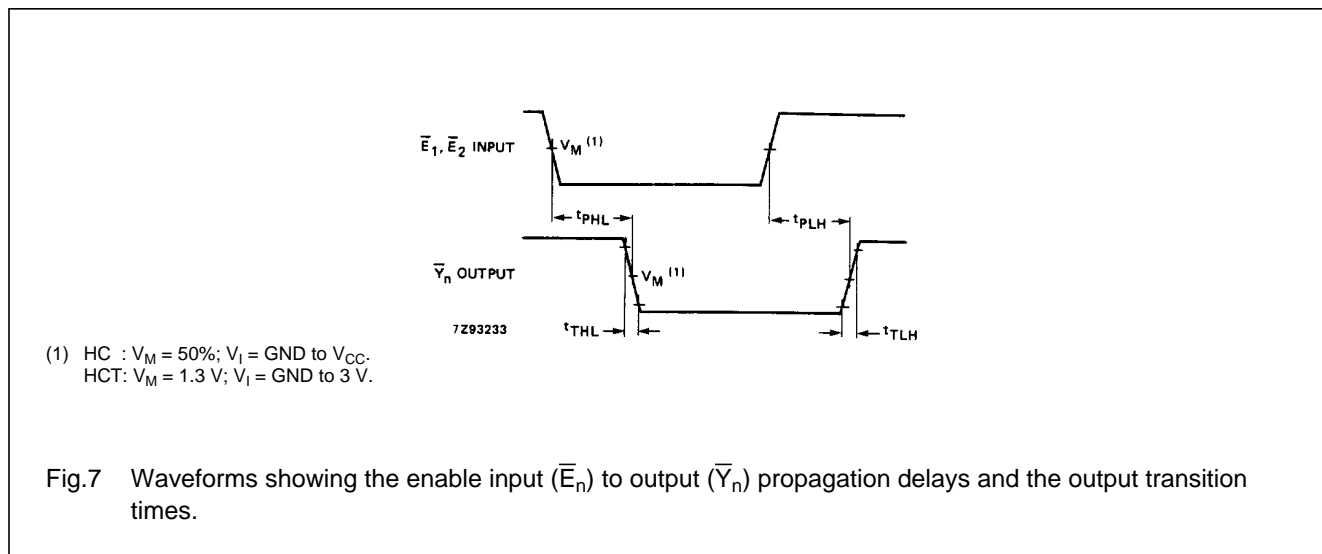 E̅1, E̅2 INPUT
VM (1)
tPHL
tPLH
Y̅n OUTPUT
VM (1)
7Z93233
tTHL
tTLH
(1) HC : VM = 50%; VI = GND to VCC.
HCT: VM = 1.3 V; VI = GND to 3 V.
Fig.7 Waveforms showing the enable input (E̅n) to output (Y̅n) propagation delays and the output transition
times.